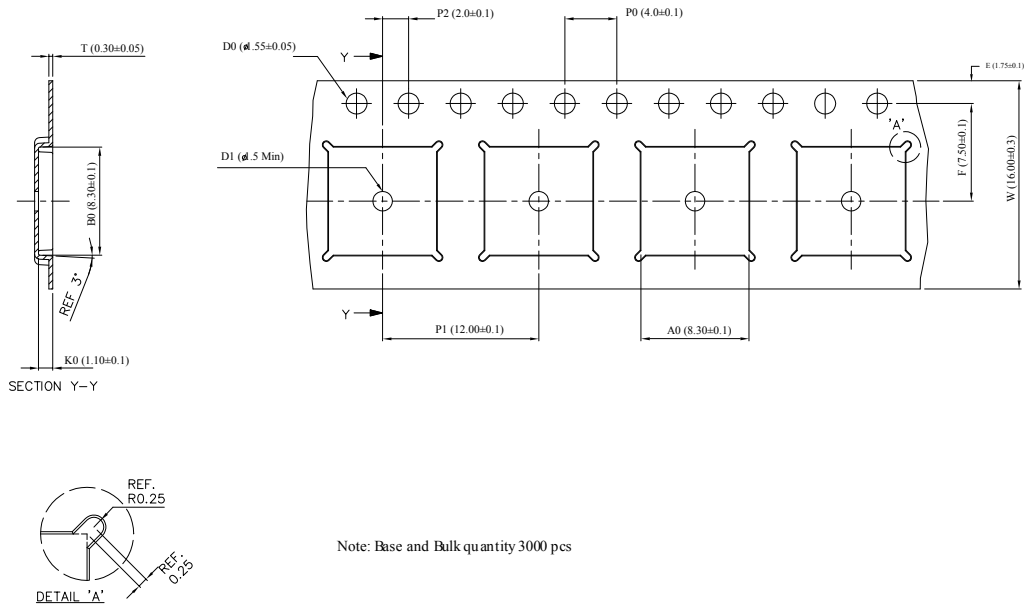 P2 (2.0±0.1)
P0 (4.0±0.1)
T (0.30±0.05)
D0 (ø1.55±0.05)
Y
E (1.75±0.1)
'A'
D1 (ø1.5 Min)
F (7.50±0.1)
W (16.00±0.3)
B0 (8.30±0.1)
REF 3°
Y
P1 (12.00±0.1)
A0 (8.30±0.1)
K0 (1.10±0.1)
SECTION Y-Y
REF.
R0.25
REF.
0.25
DETAIL 'A'
Note: Base and Bulk quantity 3000 pcs